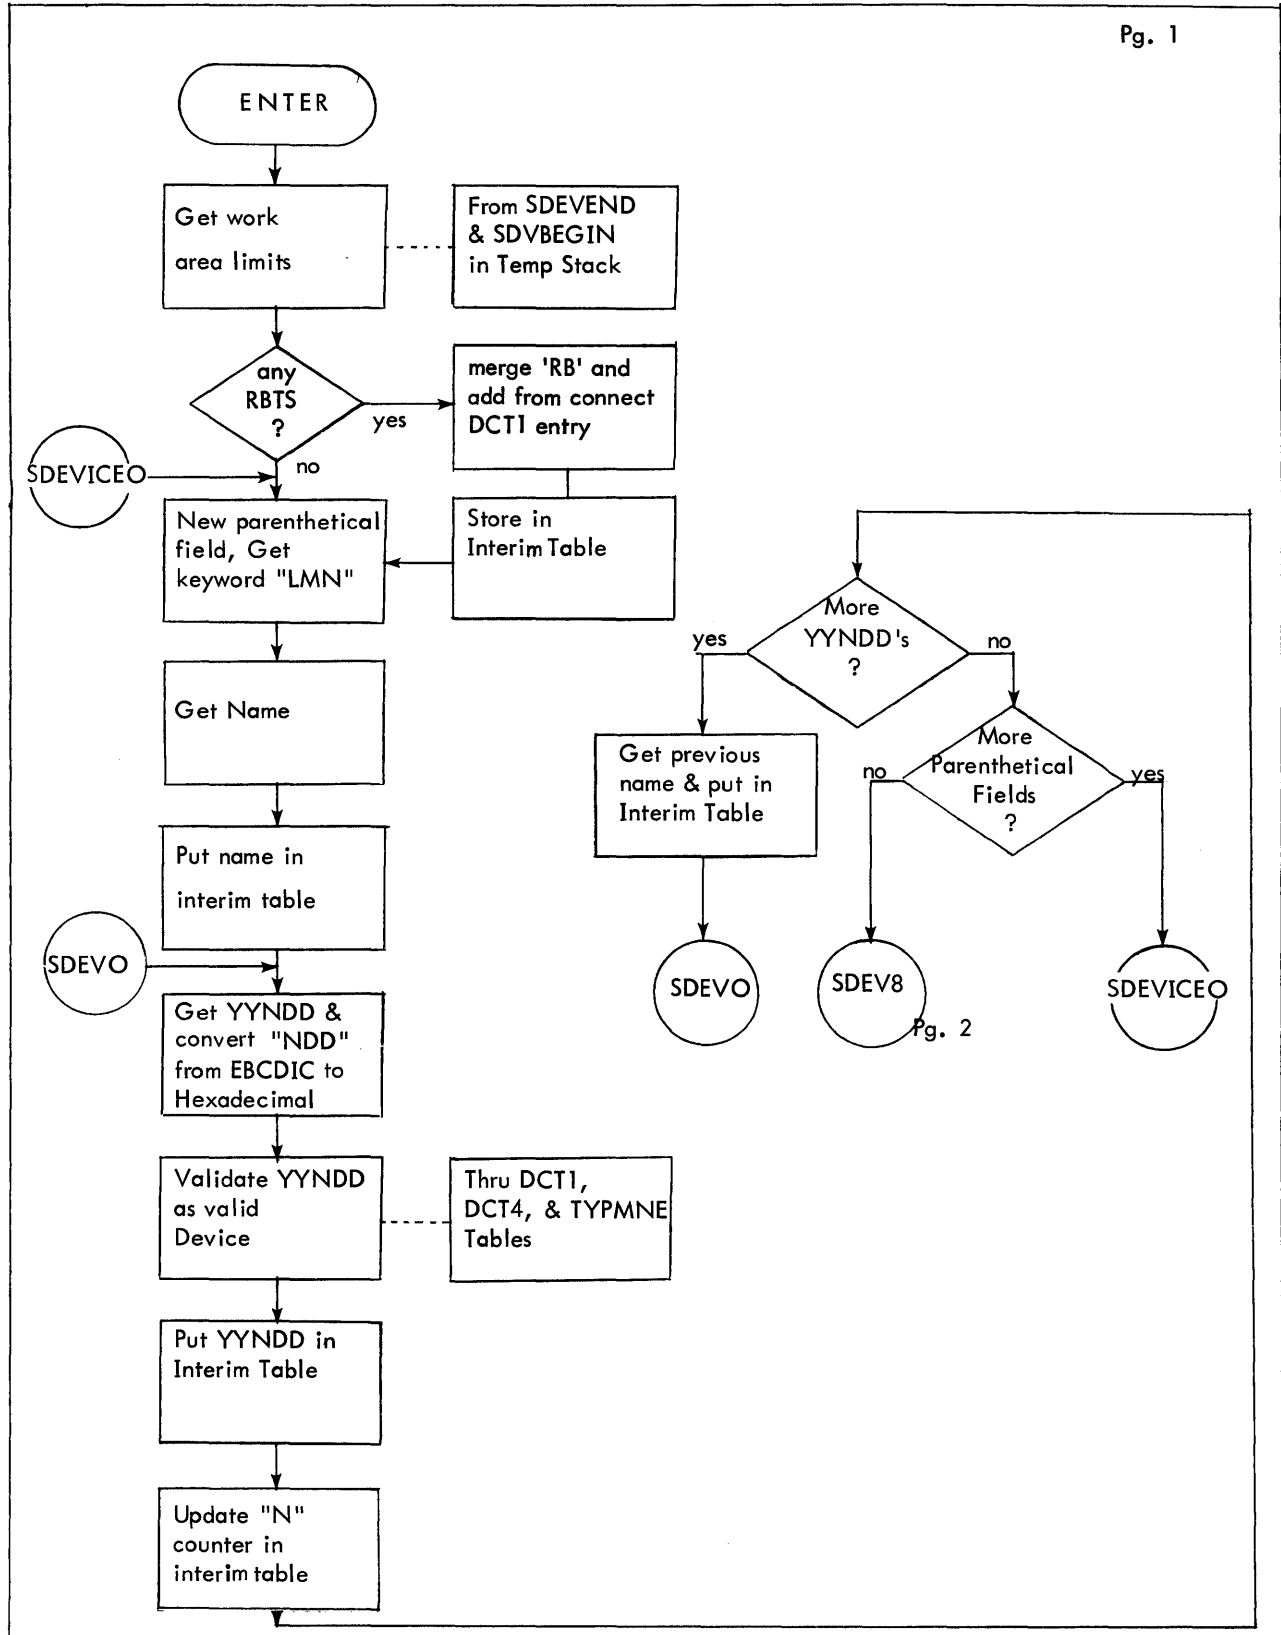 Pg. 1
ENTER
Get work
area limits
From SDEVEND
& SDVBEGIN
in Temp Stack
any
RBTS
?
yes
no
merge 'RB' and
add from connect
DCT1 entry
SDEVICEO
New parenthetical
field, Get
keyword "LMN"
Store in
Interim Table
Get Name
Put name in
interim table
SDEVO
Get YYNDD &
convert "NDD"
from EBCDIC to
Hexadecimal
Validate YYNDD
as valid
Device
Thru DCT1,
DCT4, & TYPMNE
Tables
Put YYNDD in
Interim Table
Update "N"
counter in
interim table
More
YYNDD's
?
yes
no
Get previous
name & put in
Interim Table
More
Parenthetical
Fields
?
no
yes
SDEVO
SDEV8
Pg. 2
SDEVICEO